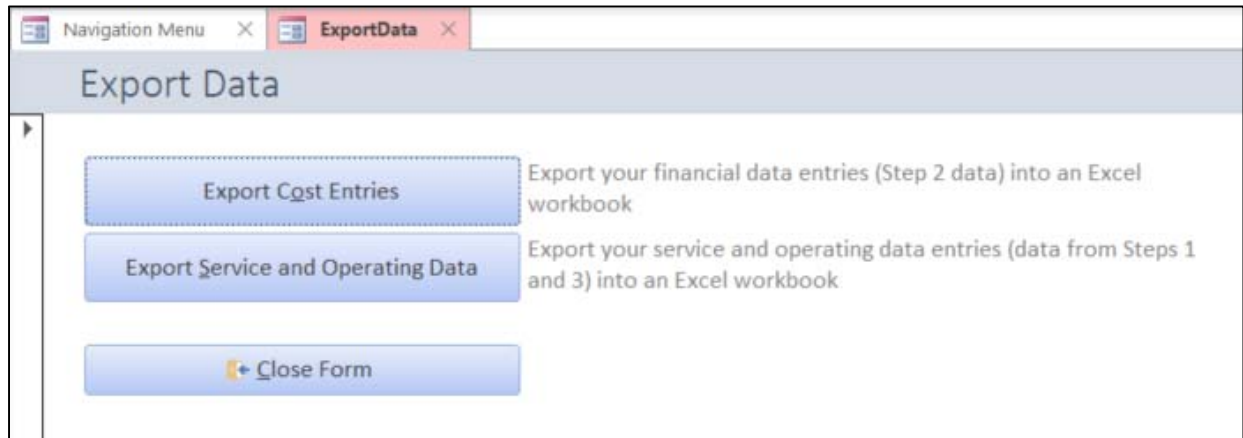 Navigation Menu
ExportData
Export Data
Export Cost Entries
Export your financial data entries (Step 2 data) into an Excel
workbook
Export Service and Operating Data
Export your service and operating data entries (data from Steps 1
and 3) into an Excel workbook
Close Form